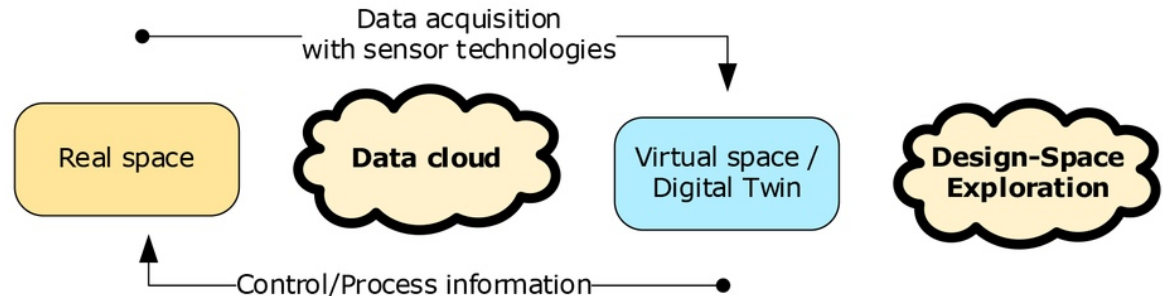 Data acquisition
with sensor technologies
Real space
Data cloud
Virtual space /
Digital Twin
Design-Space
Exploration
Control/Process information